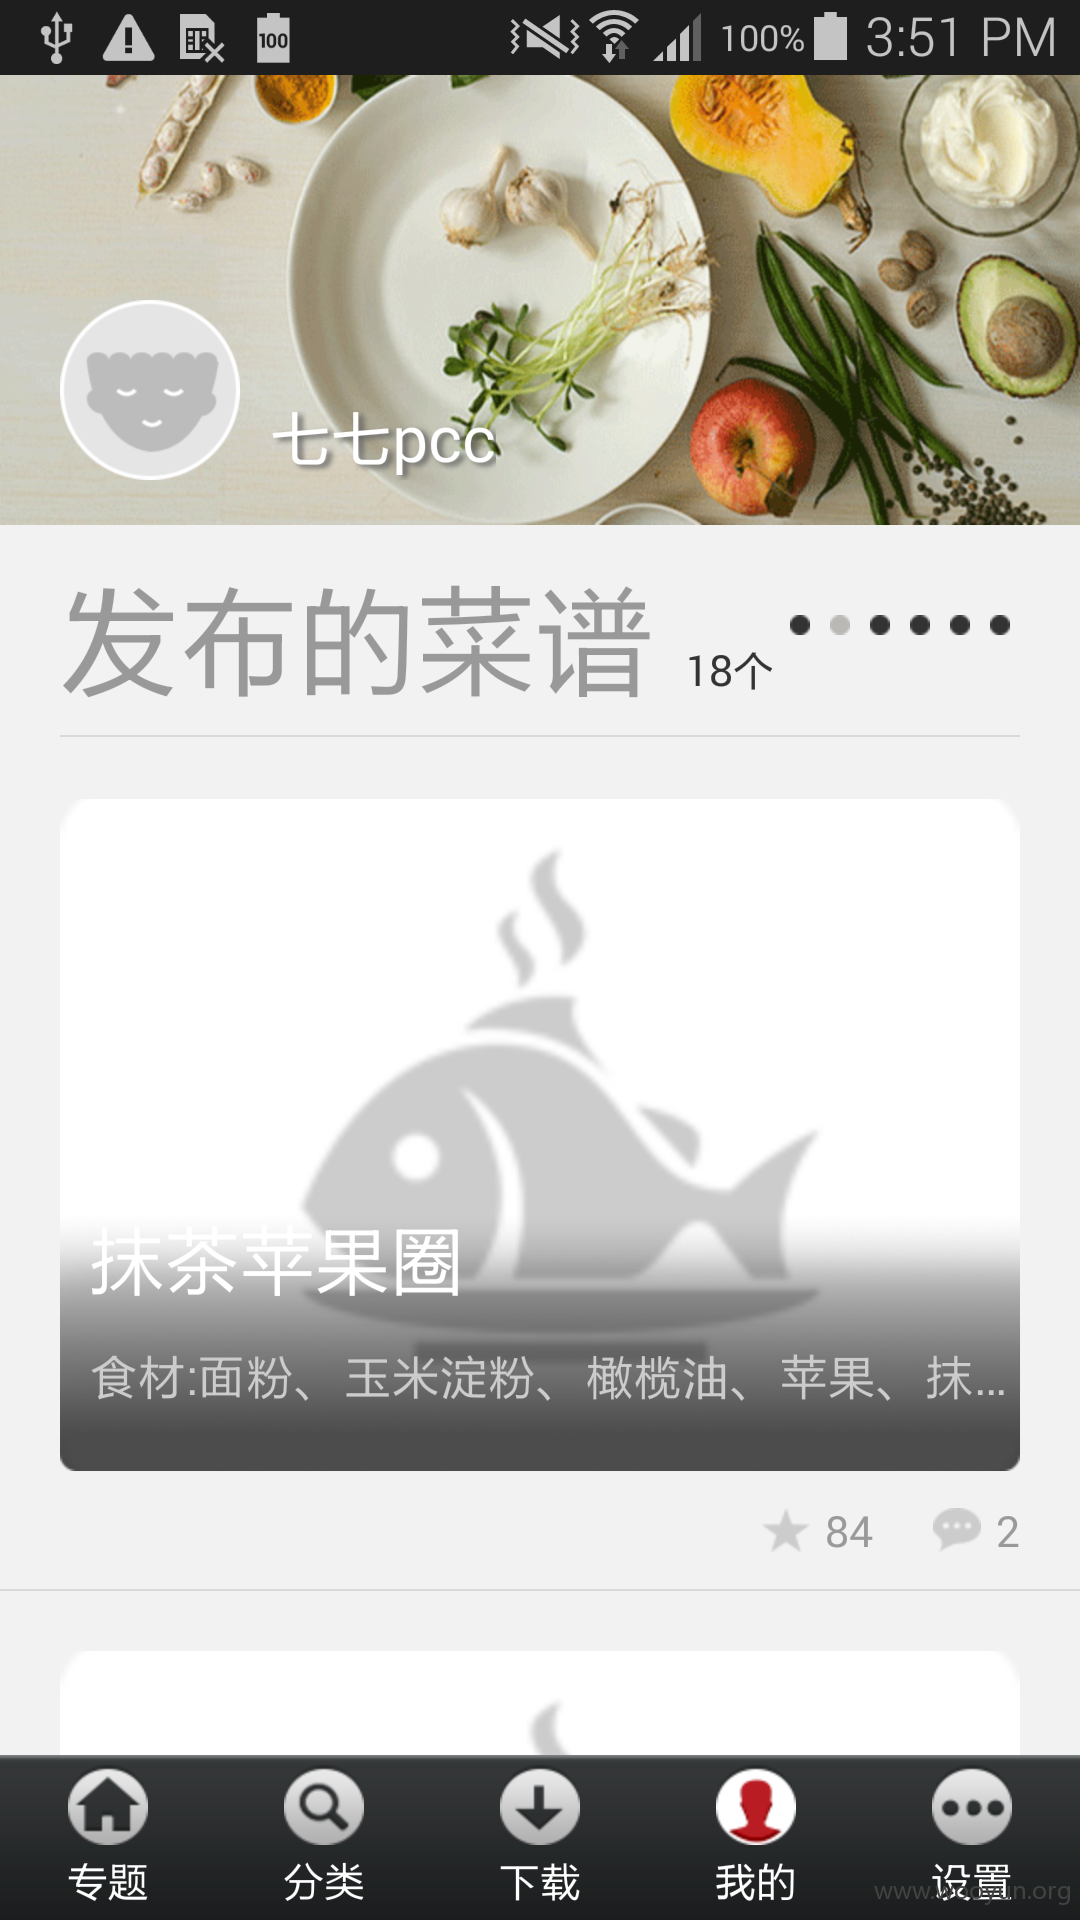 100
100% 3:51 PM
七七pcc
发布的菜谱 18个
抹茶苹果圈
食材:面粉、玉米淀粉、橄榄油、苹果、抹...
84 2
专题 分类 下载 我的 设置
www.wooyun.org